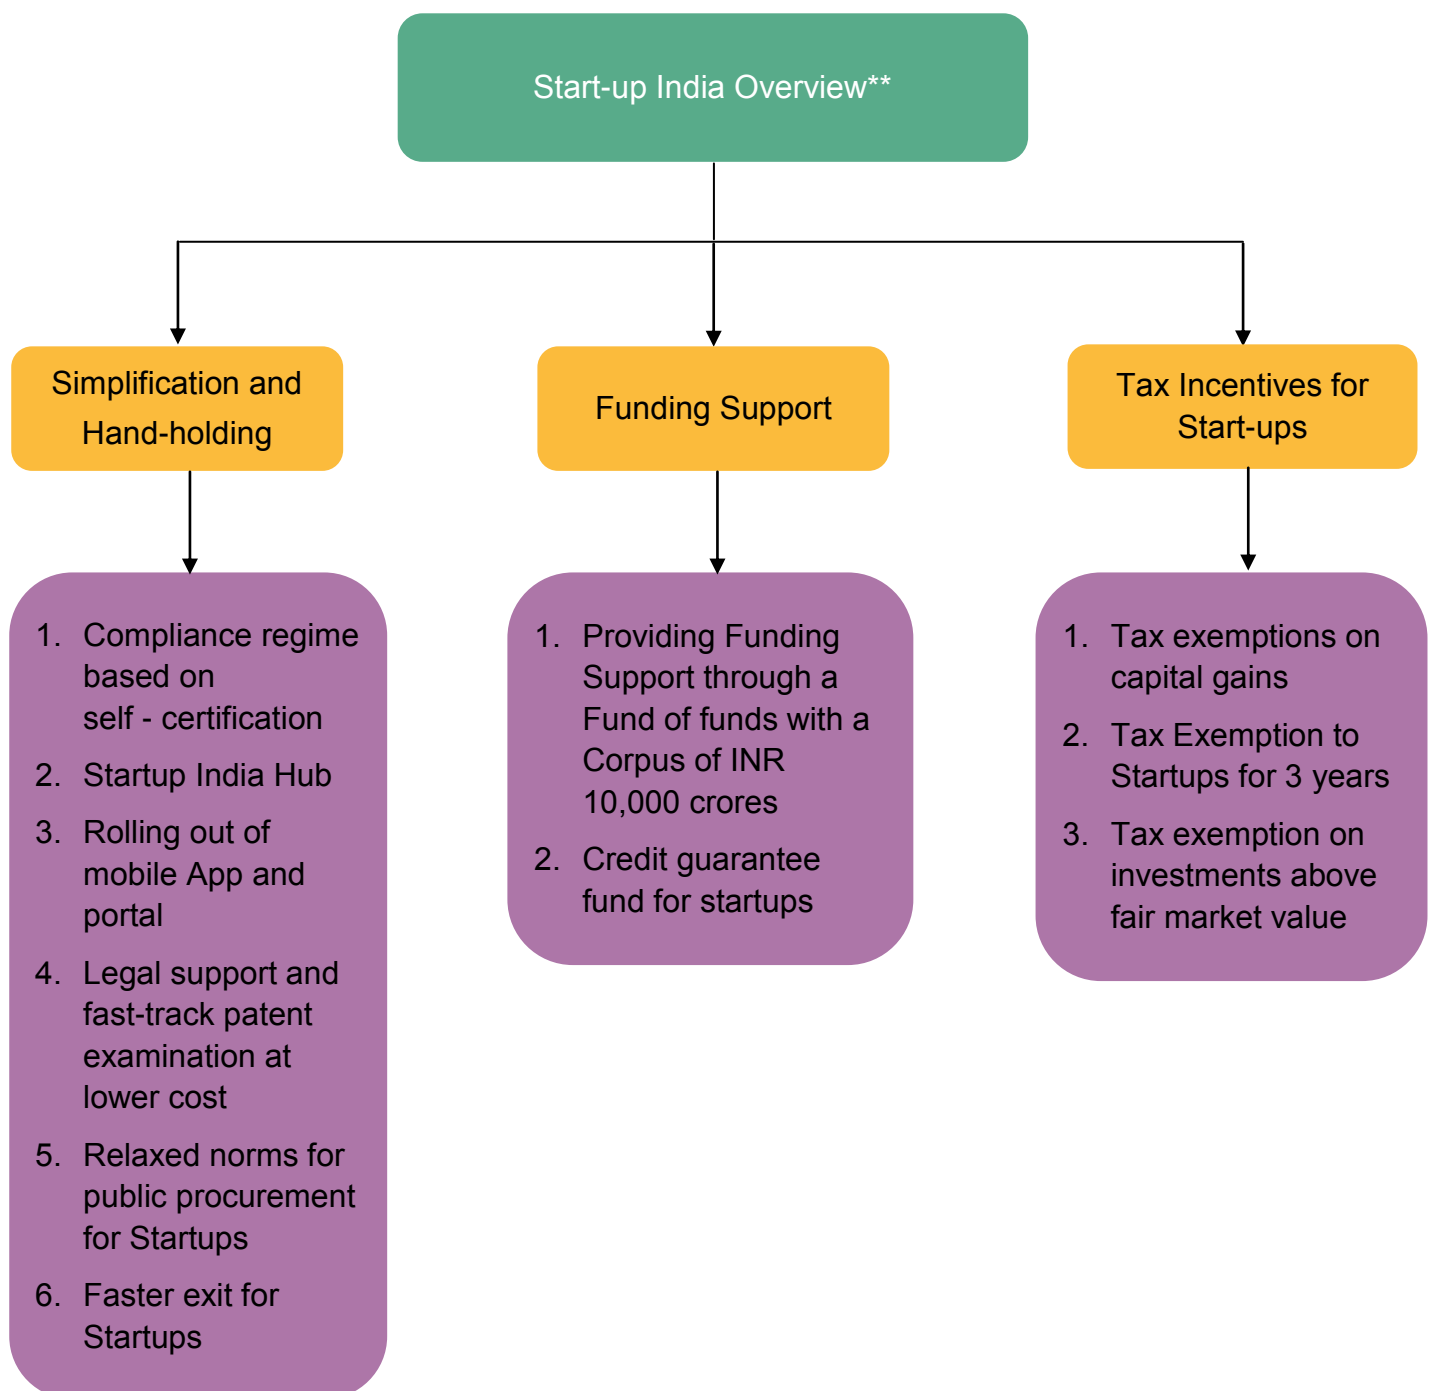 Start-up India Overview**
Simplification and
Hand-holding
Funding Support
Tax Incentives for
Start-ups
1. Compliance regime
based on
self - certification
2. Startup India Hub
3. Rolling out of
mobile App and
portal
4. Legal support and
fast-track patent
examination at
lower cost
5. Relaxed norms for
public procurement
for Startups
6. Faster exit for
Startups
1. Providing Funding
Support through a
Fund of funds with a
Corpus of INR
10,000 crores
2. Credit guarantee
fund for startups
1. Tax exemptions on
capital gains
2. Tax Exemption to
Startups for 3 years
3. Tax exemption on
investments above
fair market value